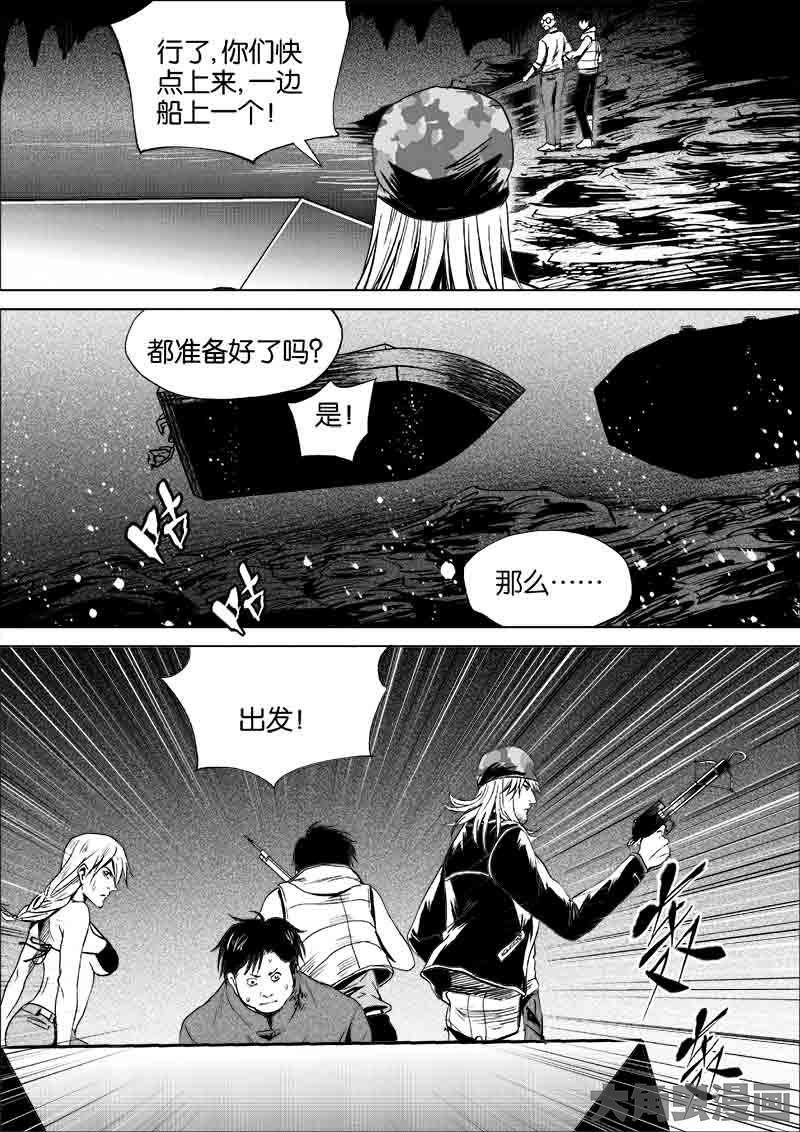 行了,你们快
点上来,一边
船上一个!
都准备好了吗?
是!
咕
咕
那么……
出发!
轰
轰
大角虫漫画